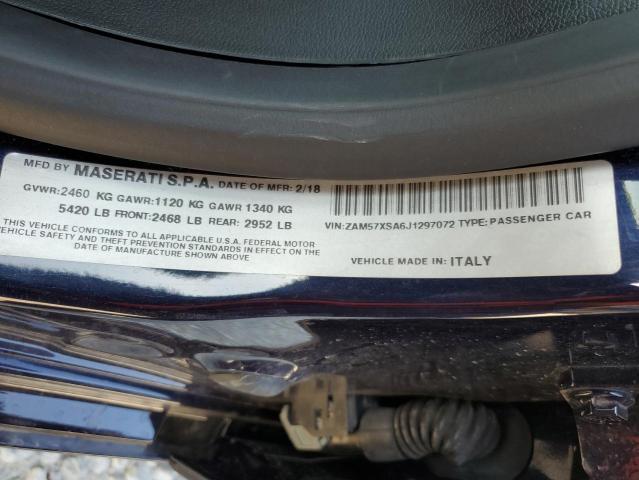 MFD BY MASERATI S.P.A. DATE OF MFR: 2/18
GVWR:2460 KG GAWR:1120 KG GAWR 1340 KG
5420 LB FRONT:2468 LB REAR: 2952 LB
THIS VEHICLE CONFORMS TO ALL APPLICABLE U.S.A. FEDERAL MOTOR
VEHICLE SAFETY AND THEFT PREVENTION STANDARDS IN EFFECT ON
THE DATE OF MANUFACTURE SHOWN ABOVE.
VIN:ZAM57XSA6J1297072 TYPE: PASSENGER CAR
VEHICLE MADE IN: ITALY